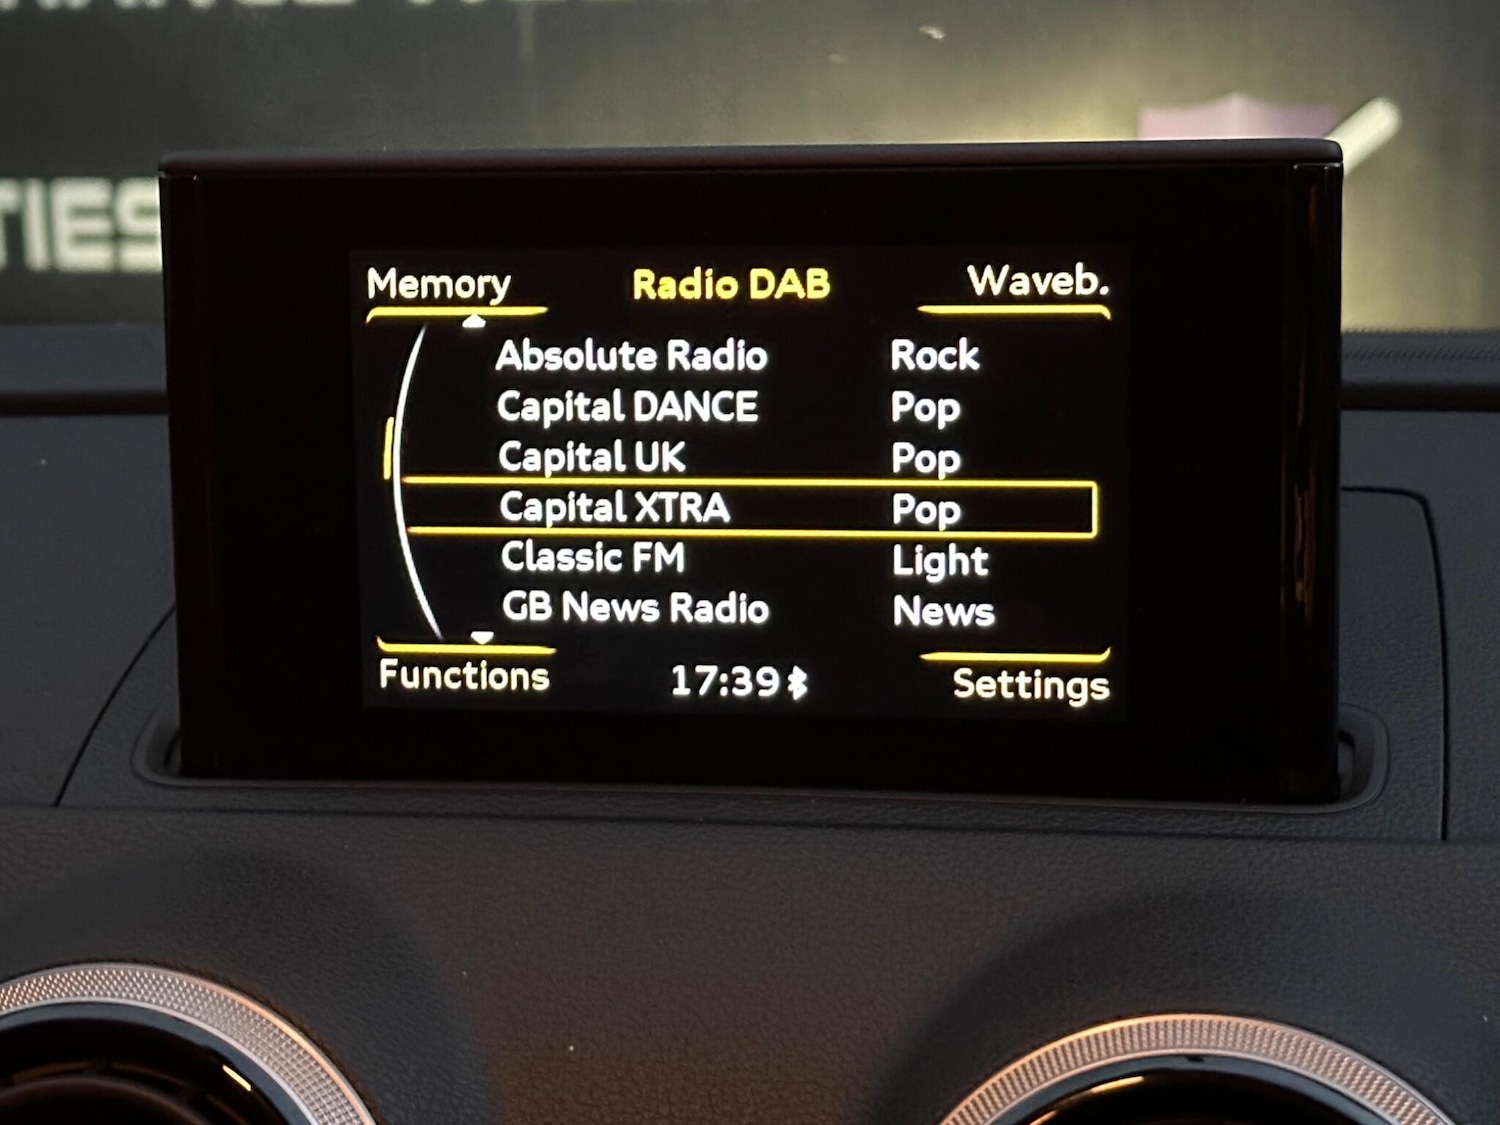 TIES
Memory Radio DAB Waveb.
Absolute Radio Rock
Capital DANCE Pop
Capital UK Pop
Capital XTRA Pop
Classic FM Light
GB News Radio News
Functions 17:39 Settings